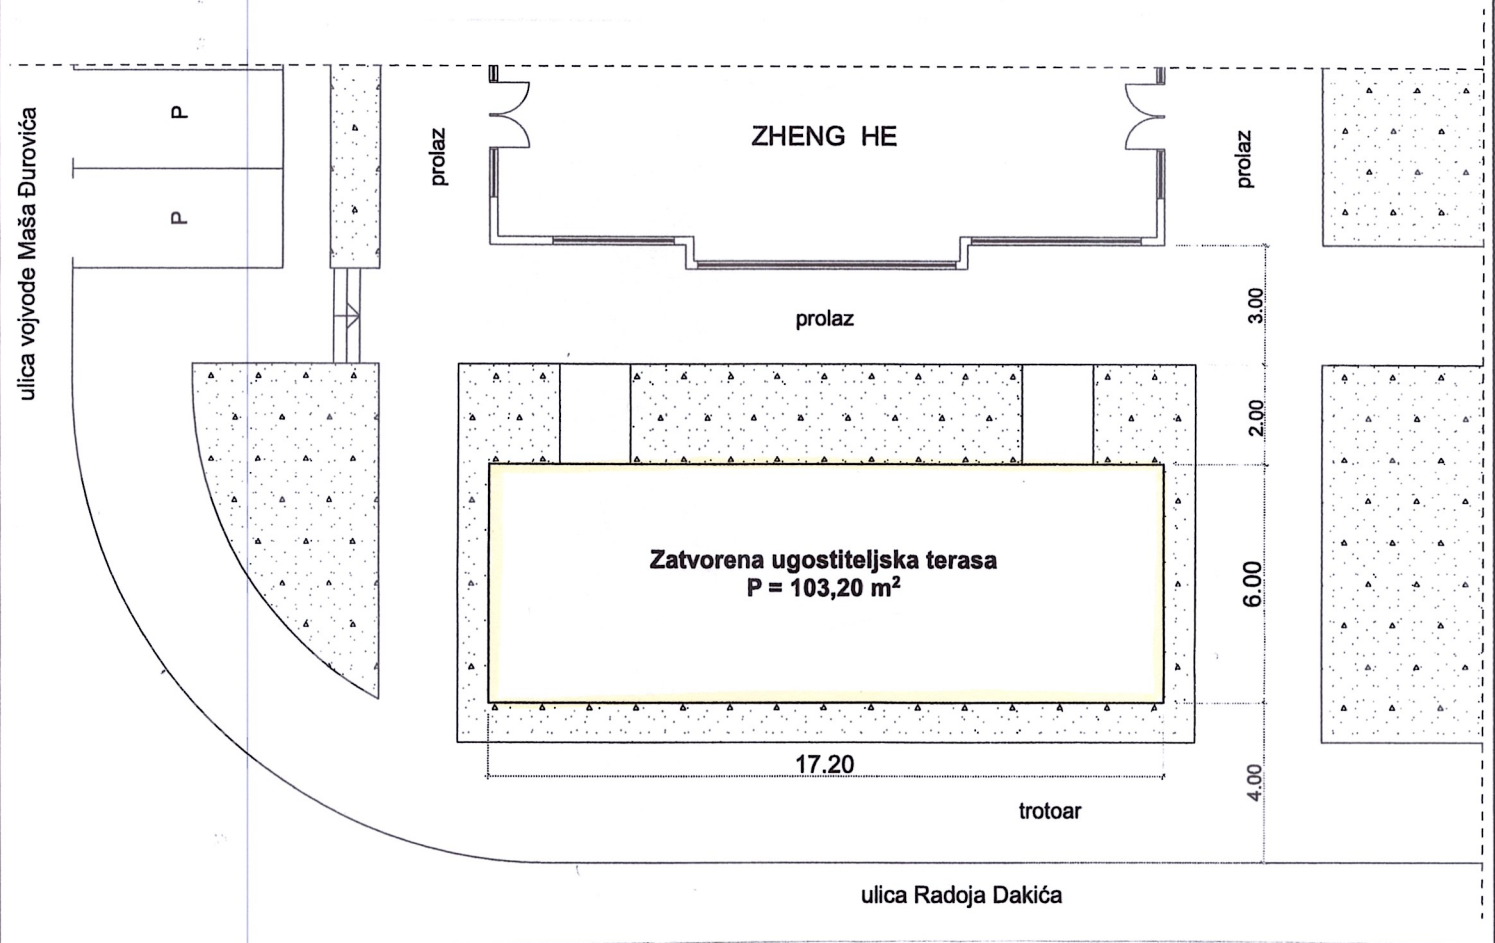 ulica vojvode Maša Đurovića
P
P
prolaz
ZHENG HE
prolaz
prolaz
3.00
2.00
Zatvorena ugostiteljska terasa
P = 103,20 m²
6.00
17.20
4.00
trotoar
ulica Radoja Dakića